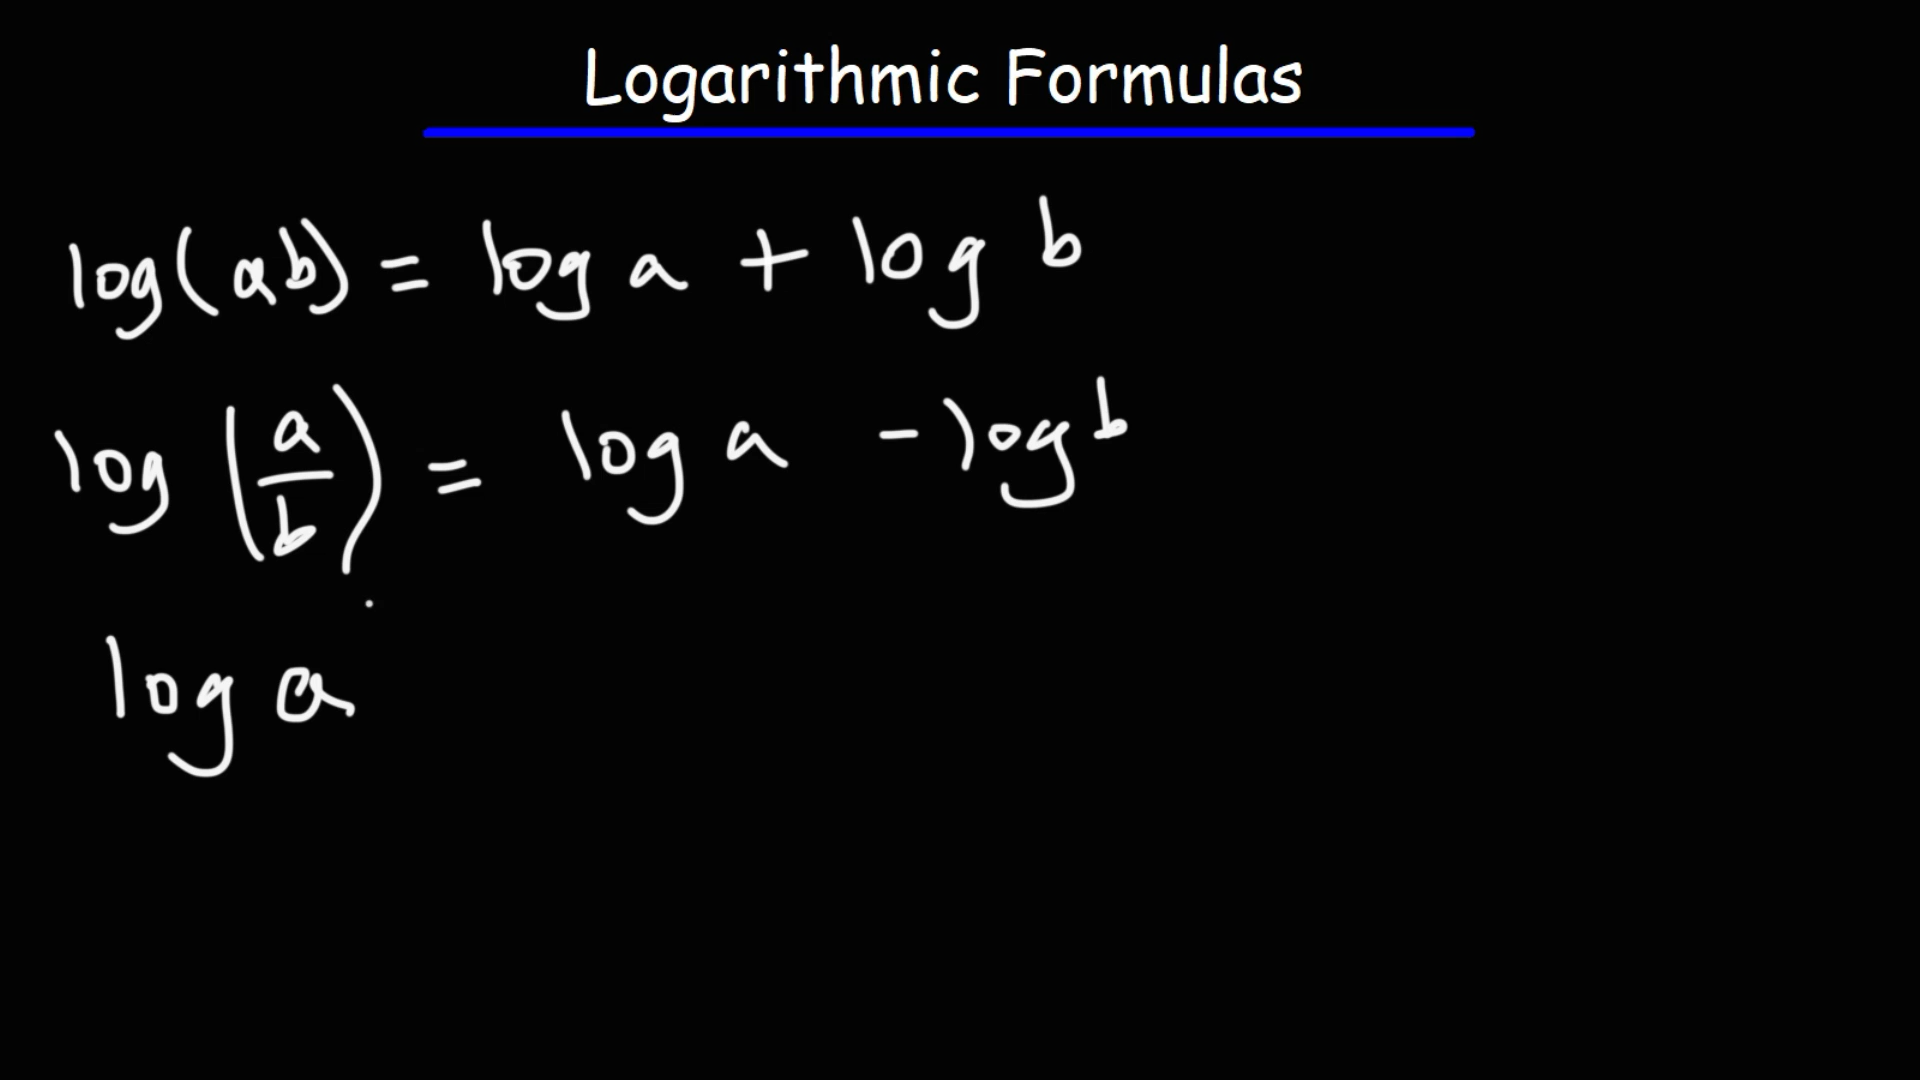 Logarithmic Formulas
log(ab) = log a + log b
log (a/b) = log a - log b
log a